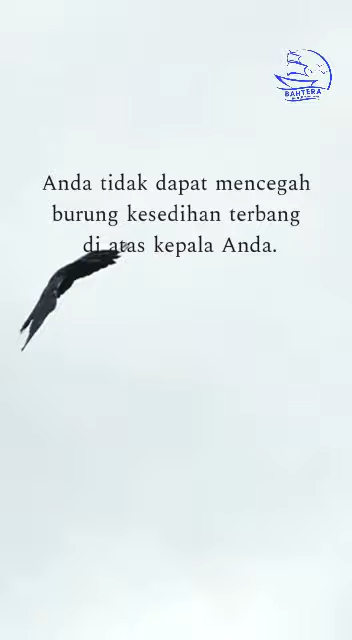 BAHTERA
Anda tidak dapat mencegah
burung kesedihan terbang
di atas kepala Anda.